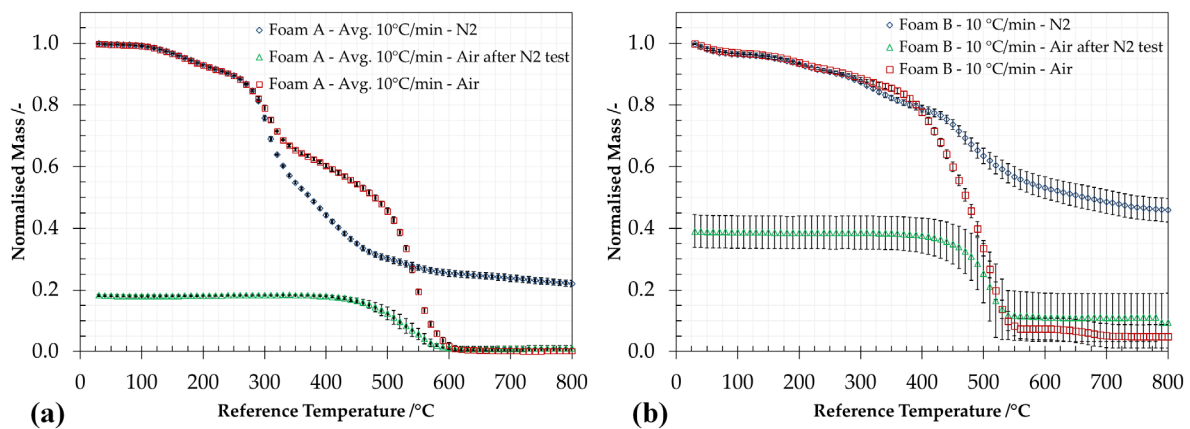 Foam A - Avg. 10°C/min - N2
Foam A - Avg. 10°C/min - Air after N2 test
Foam A - Avg. 10°C/min - Air
Normalised Mass /-
1.0
0.8
0.6
0.4
0.2
0.0
0 100 200 300 400 500 600 700 800
Reference Temperature /°C
(a)
Foam B - 10 °C/min - N2
Foam B - 10 °C/min - Air after N2 test
Foam B - 10 °C/min - Air
Normalised Mass /-
1.0
0.8
0.6
0.4
0.2
0.0
0 100 200 300 400 500 600 700 800
Reference Temperature /°C
(b)